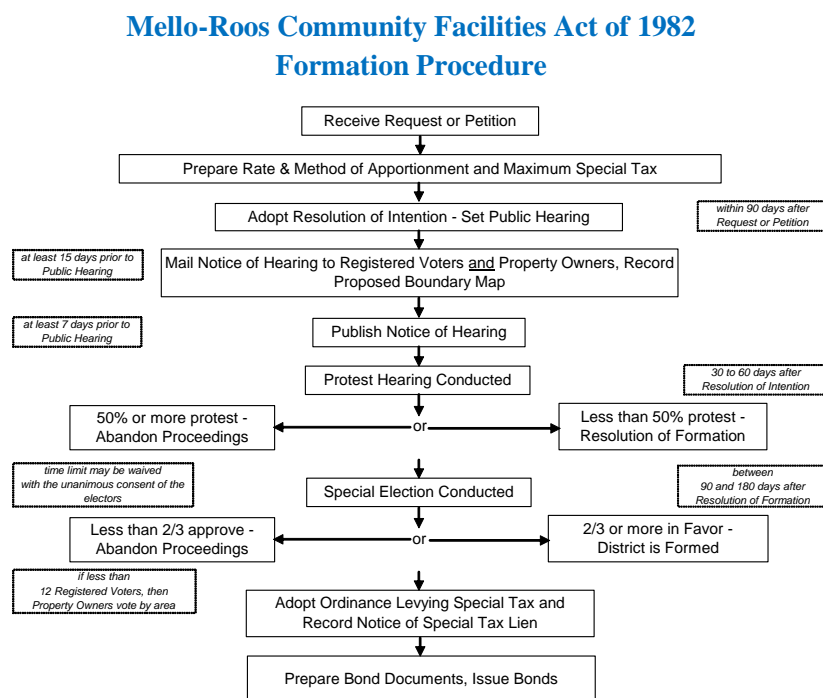 Mello-Roos Community Facilities Act of 1982
Formation Procedure
Receive Request or Petition
Prepare Rate & Method of Apportionment and Maximum Special Tax
Adopt Resolution of Intention - Set Public Hearing
within 90 days after
Request or Petition
at least 15 days prior to
Public Hearing
Mail Notice of Hearing to Registered Voters and Property Owners, Record
Proposed Boundary Map
at least 7 days prior to
Public Hearing
Publish Notice of Hearing
Protest Hearing Conducted
30 to 60 days after
Resolution of Intention
50% or more protest -
Abandon Proceedings
or
Less than 50% protest -
Resolution of Formation
time limit may be waived
with the unanimous consent of the
electors
Special Election Conducted
between
90 and 180 days after
Resolution of Formation
Less than 2/3 approve -
Abandon Proceedings
or
2/3 or more in Favor -
District is Formed
if less than
12 Registered Voters, then
Property Owners vote by area
Adopt Ordinance Levying Special Tax and
Record Notice of Special Tax Lien
Prepare Bond Documents, Issue Bonds